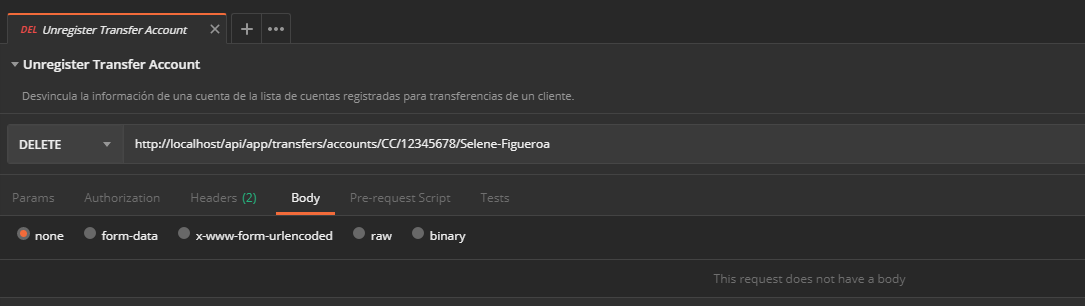 DEL Unregister Transfer Account
Unregister Transfer Account
Desvincula la información de una cuenta de la lista de cuentas registradas para transferencias de un cliente.
DELETE http://localhost/api/app/transfers/accounts/CC/12345678/Selene-Figueroa
Params Authorization Headers (2) Body Pre-request Script Tests
none form-data x-www-form-urlencoded raw binary
This request does not have a body